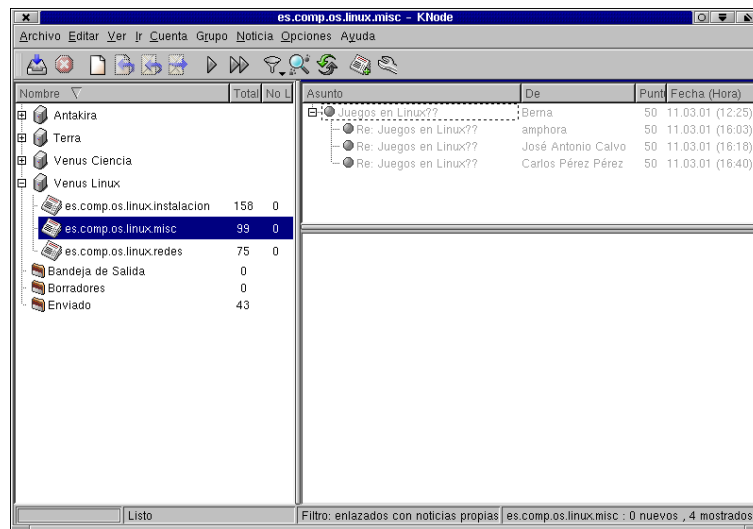 es.comp.os.linux.misc - KNode
Archivo Editar Ver Ir Cuenta Grupo Noticia Opciones Ayuda
Nombre Total No L
Antakira
Terra
Venus Ciencia
Venus Linux
es.comp.os.linux.instalacion 158 0
es.comp.os.linux.misc 99 0
es.comp.os.linux.redes 75 0
Bandeja de Salida 0
Borradores 0
Enviado 43
Asunto De Punt Fecha (Hora)
Juegos en Linux?? Berna 50 11.03.01 (12:25)
Re: Juegos en Linux?? amphora 50 11.03.01 (16:03)
Re: Juegos en Linux?? José Antonio Calvo 50 11.03.01 (16:18)
Re: Juegos en Linux?? Carlos Pérez Pérez 50 11.03.01 (16:40)
Listo
Filtro: enlazados con noticias propias
es.comp.os.linux.misc : 0 nuevos , 4 mostrados